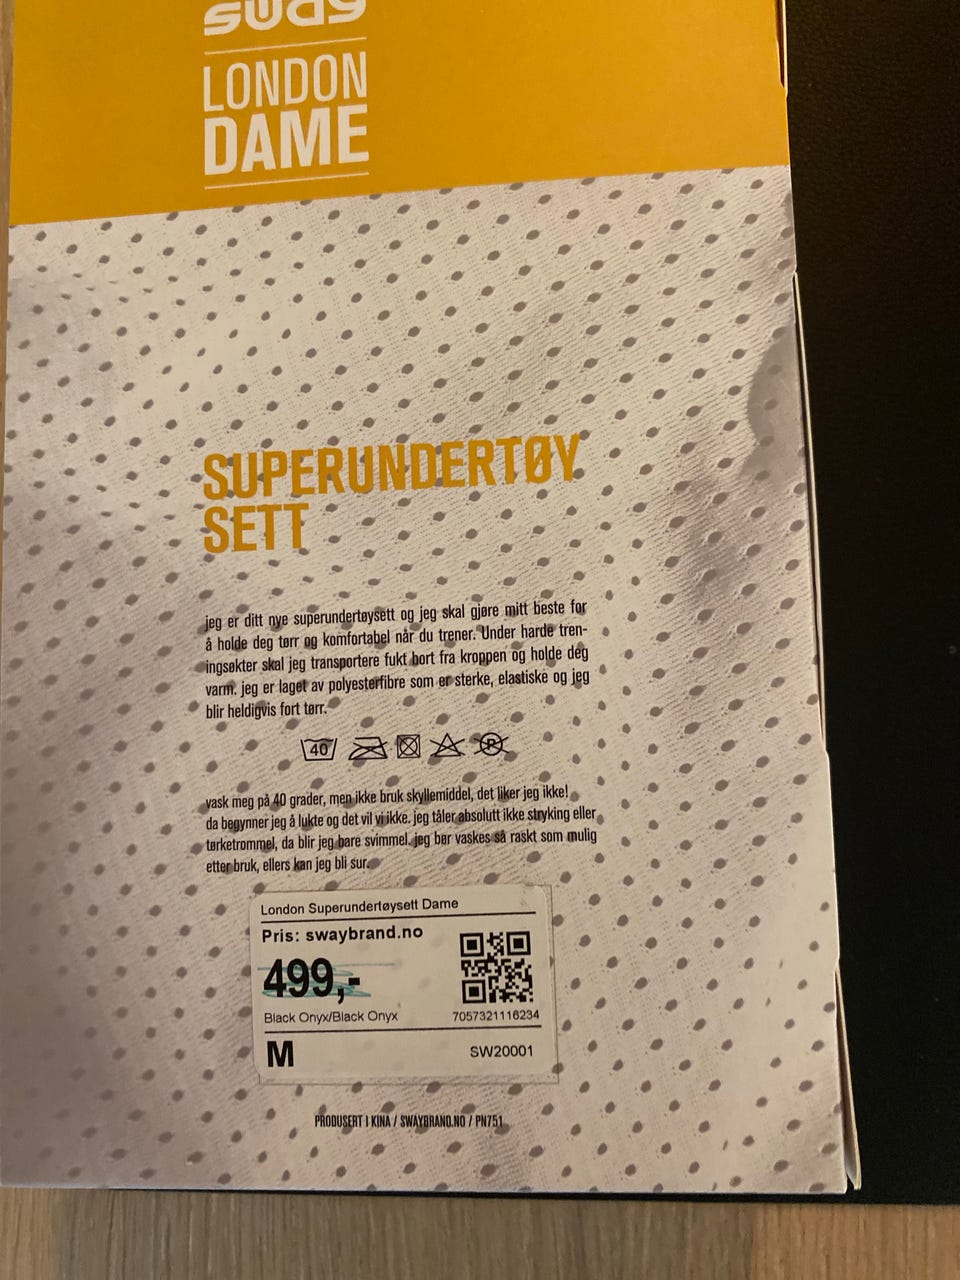 sway
LONDON
DAME
SUPERUNDERTØY
SETT
jeg er ditt nye superundertøysett og jeg skal gjøre mitt beste for
å holde deg tørr og komfortabel når du trener. Under harde tren-
ingsøkter skal jeg transportere fukt bort fra kroppen og holde deg
varm. jeg er laget av polyesterfibre som er sterke, elastiske og jeg
blir heldigvis fort tørr.
40 P
vask meg på 40 grader, men ikke bruk skyllemiddel, det liker jeg ikke!
da begynner jeg å lukte og det vil vi ikke. jeg tåler absolutt ikke stryking eller
tørketrommel, da blir jeg bare svimmel. jeg bør vaskes så raskt som mulig
etter bruk, ellers kan jeg bli sur.
London Superundertøysett Dame
Pris: swaybrand.no
499,-
Black Onyx/Black Onyx 7057321116234
M SW20001
PRODUSERT I KINA / SWAYBRAND.NO / PN751